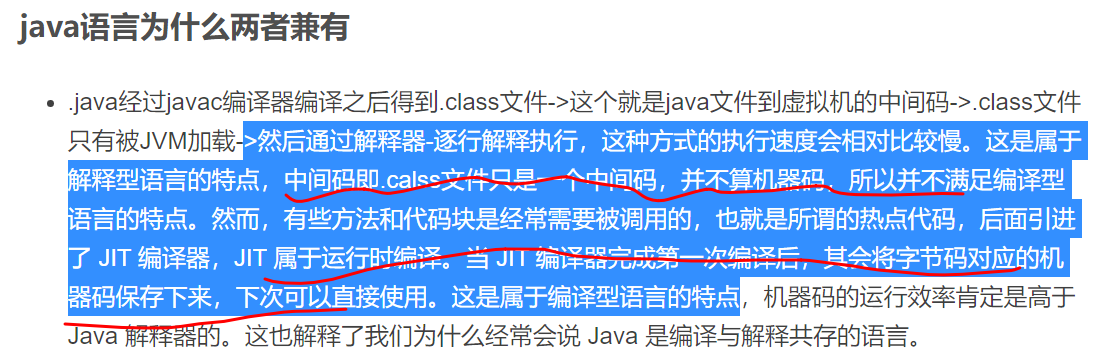 java语言为什么两者兼有
.java经过javac编译器编译之后得到.class文件->这个就是java文件到虚拟机的中间码->.class文件
只有被JVM加载->然后通过解释器-逐行解释执行，这种方式的执行速度会相对比较慢。这是属于
解释型语言的特点，中间码即.calss文件只是一个中间码，并不算机器码。所以并不满足编译型
语言的特点。然而，有些方法和代码块是经常需要被调用的，也就是所谓的热点代码，后面引进
了 JIT 编译器，JIT 属于运行时编译。当 JIT 编译器完成第一次编译后，其会将字节码对应的机
器码保存下来，下次可以直接使用。这是属于编译型语言的特点，机器码的运行效率肯定是高于
Java 解释器的。这也解释了我们为什么经常会说 Java 是编译与解释共存的语言。